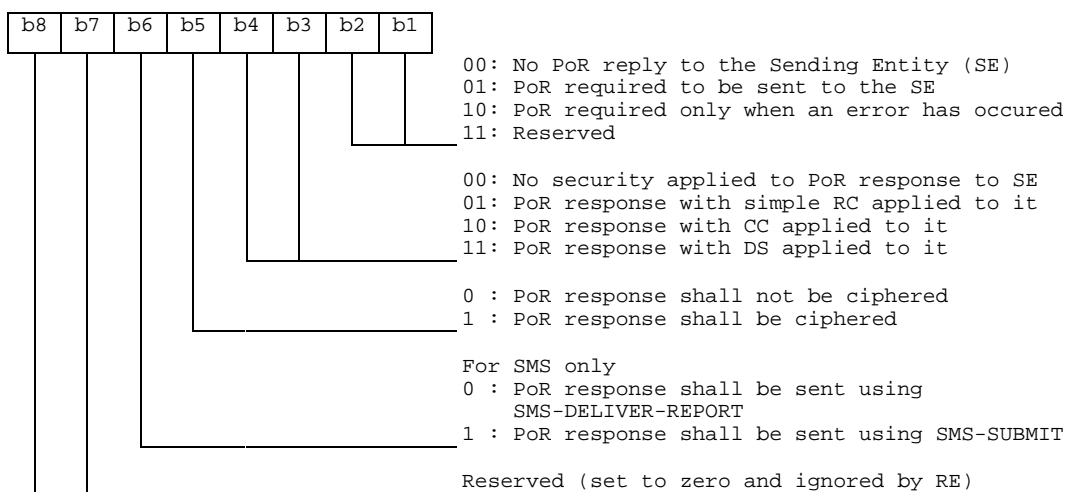 b8 b7 b6 b5 b4 b3 b2 b1
00: No PoR reply to the Sending Entity (SE)
01: PoR required to be sent to the SE
10: PoR required only when an error has occured
11: Reserved
00: No security applied to PoR response to SE
01: PoR response with simple RC applied to it
10: PoR response with CC applied to it
11: PoR response with DS applied to it
0 : PoR response shall not be ciphered
1 : PoR response shall be ciphered
For SMS only
0 : PoR response shall be sent using
SMS-DELIVER-REPORT
1 : PoR response shall be sent using SMS-SUBMIT
Reserved (set to zero and ignored by RE)